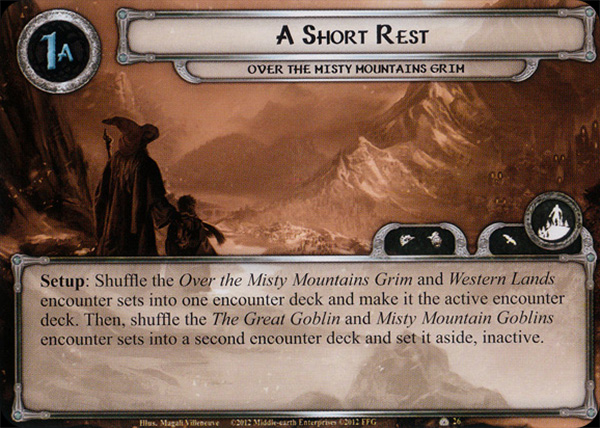 1A
A Short Rest
Over the Misty Mountains Grim
Setup: Shuffle the Over the Misty Mountains Grim and Western Lands
encounter sets into one encounter deck and make it the active encounter
deck. Then, shuffle the The Great Goblin and Misty Mountain Goblins
encounter sets into a second encounter deck and set it aside, inactive.
Illus. Magali Villeneuve ©2012 Middle-earth Enterprises ©2012 FFG 26